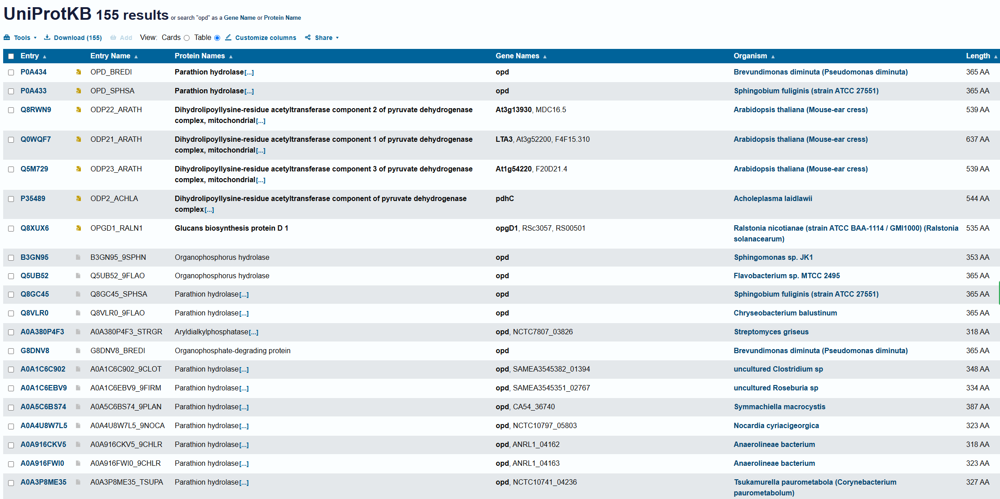 UniProtKB 155 results or search "opd" as a Gene Name or Protein Name
Tools Download (155) Add View: Cards Table Customize columns Share
Entry Entry Name Protein Names Gene Names Organism Length
P0A434 OPD_BREDI Parathion hydrolase[...] opd Brevundimonas diminuta (Pseudomonas diminuta) 365 AA
P0A433 OPD_SPHSA Parathion hydrolase[...] opd Sphingobium fuliginis (strain ATCC 27551) 365 AA
Q8RWN9 ODP22_ARATH Dihydrolipoyllysine-residue acetyltransferase component 2 of pyruvate dehydrogenase At3g13930, MDC16.5 Arabidopsis thaliana (Mouse-ear cress) 539 AA
complex, mitochondrial[...]
Q0WQF7 ODP21_ARATH Dihydrolipoyllysine-residue acetyltransferase component 1 of pyruvate dehydrogenase LTA3, At3g52200, F4F15.310 Arabidopsis thaliana (Mouse-ear cress) 637 AA
complex, mitochondrial[...]
Q5M729 ODP23_ARATH Dihydrolipoyllysine-residue acetyltransferase component 3 of pyruvate dehydrogenase At1g54220, F20D21.4 Arabidopsis thaliana (Mouse-ear cress) 539 AA
complex, mitochondrial[...]
P35489 ODP2_ACHLA Dihydrolipoyllysine-residue acetyltransferase component of pyruvate dehydrogenase pdhC Acholeplasma laidlawii 544 AA
complex[...]
Q8XUX6 OPGD1_RALN1 Glucans biosynthesis protein D 1 opgD1, RSc3057, RS00501 Ralstonia nicotianae (strain ATCC BAA-1114 / GMI1000) (Ralstonia 535 AA
solanacearum)
B3GN95 B3GN95_9SPHN Organophosphorus hydrolase opd Sphingomonas sp. JK1 353 AA
Q5UB52 Q5UB52_9FLAO Organophosphorus hydrolase opd Flavobacterium sp. MTCC 2495 365 AA
Q8GC45 Q8GC45_SPHSA Parathion hydrolase[...] opd Sphingobium fuliginis (strain ATCC 27551) 365 AA
Q8VLR0 Q8VLR0_9FLAO Parathion hydrolase[...] opd Chryseobacterium balustinum 365 AA
A0A380P4F3 A0A380P4F3_STRGR Aryldialkylphosphatase[...] opd, NCTC7807_03826 Streptomyces griseus 318 AA
G8DNV8 G8DNV8_BREDI Organophosphate-degrading protein opd Brevundimonas diminuta (Pseudomonas diminuta) 365 AA
A0A1C6C902 A0A1C6C902_9CLOT Parathion hydrolase[...] opd, SAMEA3545382_01394 uncultured Clostridium sp 348 AA
A0A1C6EBV9 A0A1C6EBV9_9FIRM Parathion hydrolase[...] opd, SAMEA3545351_02767 uncultured Roseburia sp 334 AA
A0A5C6BS74 A0A5C6BS74_9PLAN Parathion hydrolase[...] opd, CA54_36740 Symmachiella macrocystis 387 AA
A0A4U8W7L5 A0A4U8W7L5_9NOCA Parathion hydrolase[...] opd, NCTC10797_05803 Nocardia cyriacigeorgica 323 AA
A0A916CKV5 A0A916CKV5_9CHLR Parathion hydrolase[...] opd, ANRL1_04162 Anaerolineae bacterium 318 AA
A0A916FWI0 A0A916FWI0_9CHLR Parathion hydrolase[...] opd, ANRL1_04163 Anaerolineae bacterium 323 AA
A0A3P8ME35 A0A3P8ME35_TSUPA Parathion hydrolase[...] opd, NCTC10741_04236 Tsukamurella paurometabola (Corynebacterium 327 AA
paurometabolum)